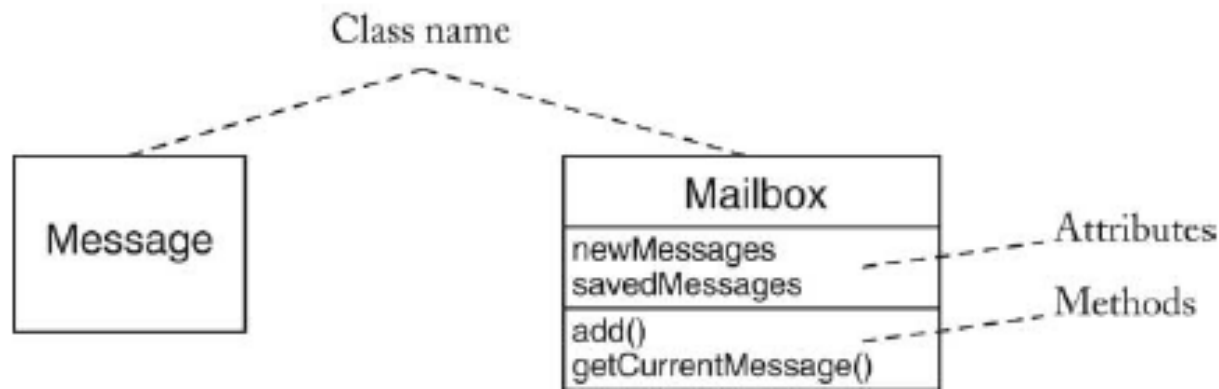 Class name
Message
Mailbox
newMessages
savedMessages
Attributes
add()
getCurrentMessage()
Methods